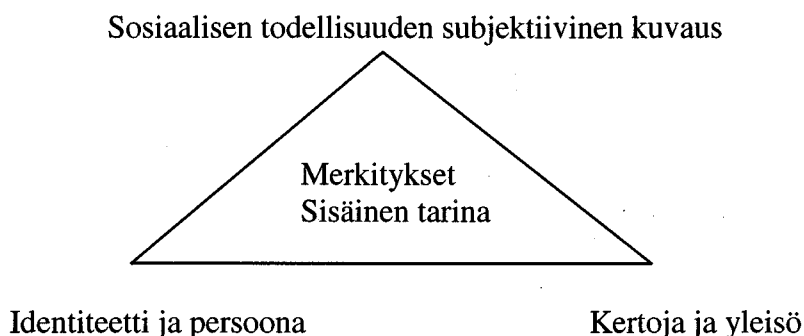 Sosiaalisen todellisuuden subjektiivinen kuvaus
Merkitykset
Sisäinen tarina
Identiteetti ja persoona
Kertoja ja yleisö